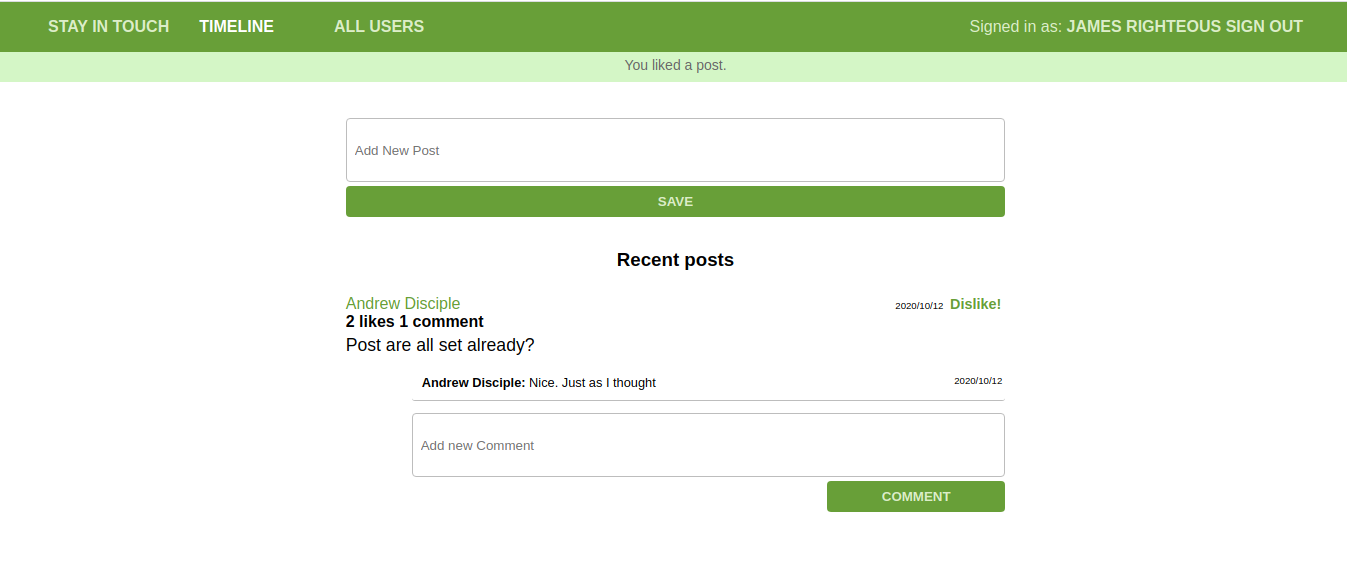 STAY IN TOUCH TIMELINE ALL USERS Signed in as: JAMES RIGHTEOUS SIGN OUT
You liked a post.
Add New Post
SAVE
Recent posts
Andrew Disciple 2020/10/12 Dislike!
2 likes 1 comment
Post are all set already?
Andrew Disciple: Nice. Just as I thought 2020/10/12
Add new Comment
COMMENT